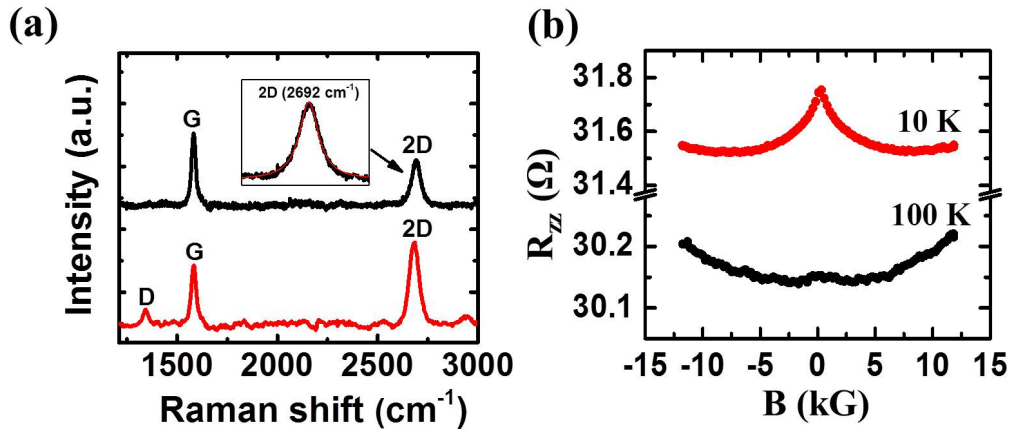 (a)
Intensity (a.u.)
2D (2692 cm⁻¹)
G
2D
D
G
2D
1500
2000
2500
3000
Raman shift (cm⁻¹)
(b)
31.8
31.6
31.4
30.2
30.1
R_zz (Ω)
10 K
100 K
-15
-10
-5
0
5
10
15
B (kG)